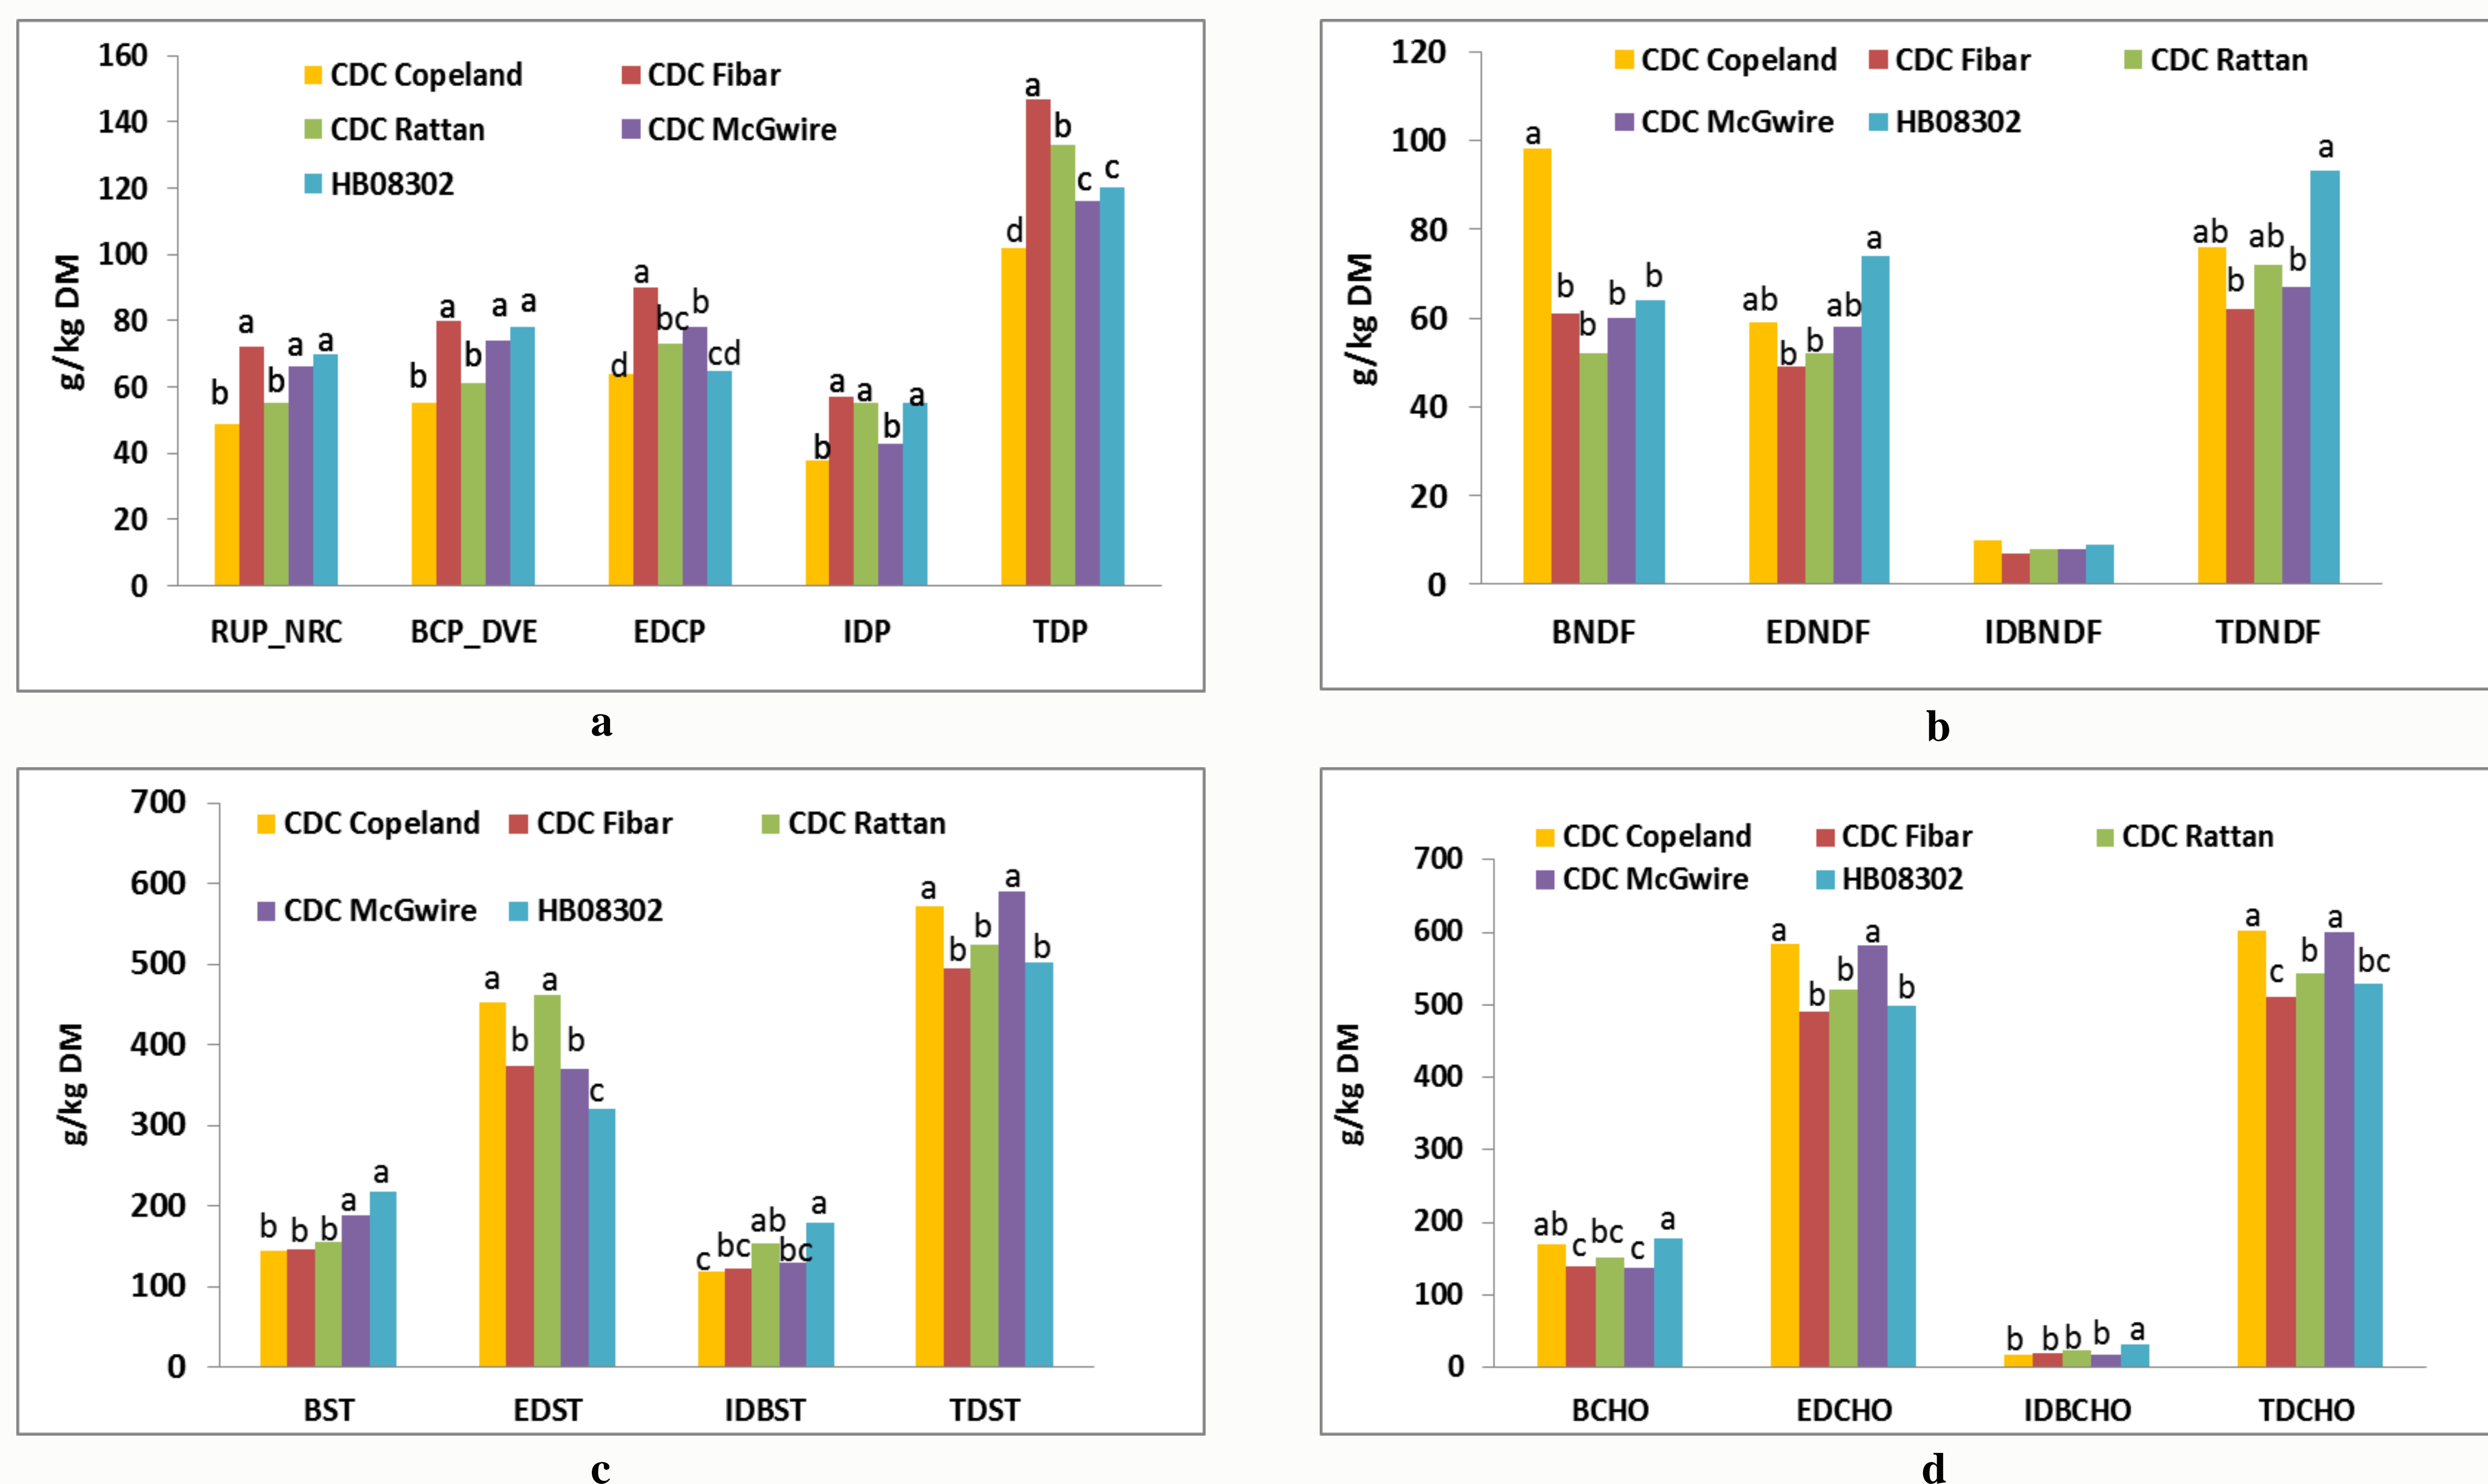 160
140
120
100
80
60
40
20
0
g/kg DM
CDC Copeland CDC Fibar
CDC Rattan CDC McGwire
HB08302
b a b a a
b a b a a
d a bc b cd
b a a b a
d a b c c
RUP_NRC BCP_DVE EDCP IDP TDP
a
120
100
80
60
40
20
0
g/kg DM
CDC Copeland CDC Fibar CDC Rattan
CDC McGwire HB08302
a b b b b
ab b b ab a
ab b ab b a
BNDF EDNDF IDBNDF TDNDF
b
700
600
500
400
300
200
100
0
g/kg DM
CDC Copeland CDC Fibar CDC Rattan
CDC McGwire HB08302
b b b a a
a b a b c
c bc ab bc a
a b b a b
BST EDST IDBST TDST
c
700
600
500
400
300
200
100
0
g/kg DM
CDC Copeland CDC Fibar CDC Rattan
CDC McGwire HB08302
ab c bc c a
a b b a b
b b b b a
a c b a bc
BCHO EDCHO IDBCHO TDCHO
d